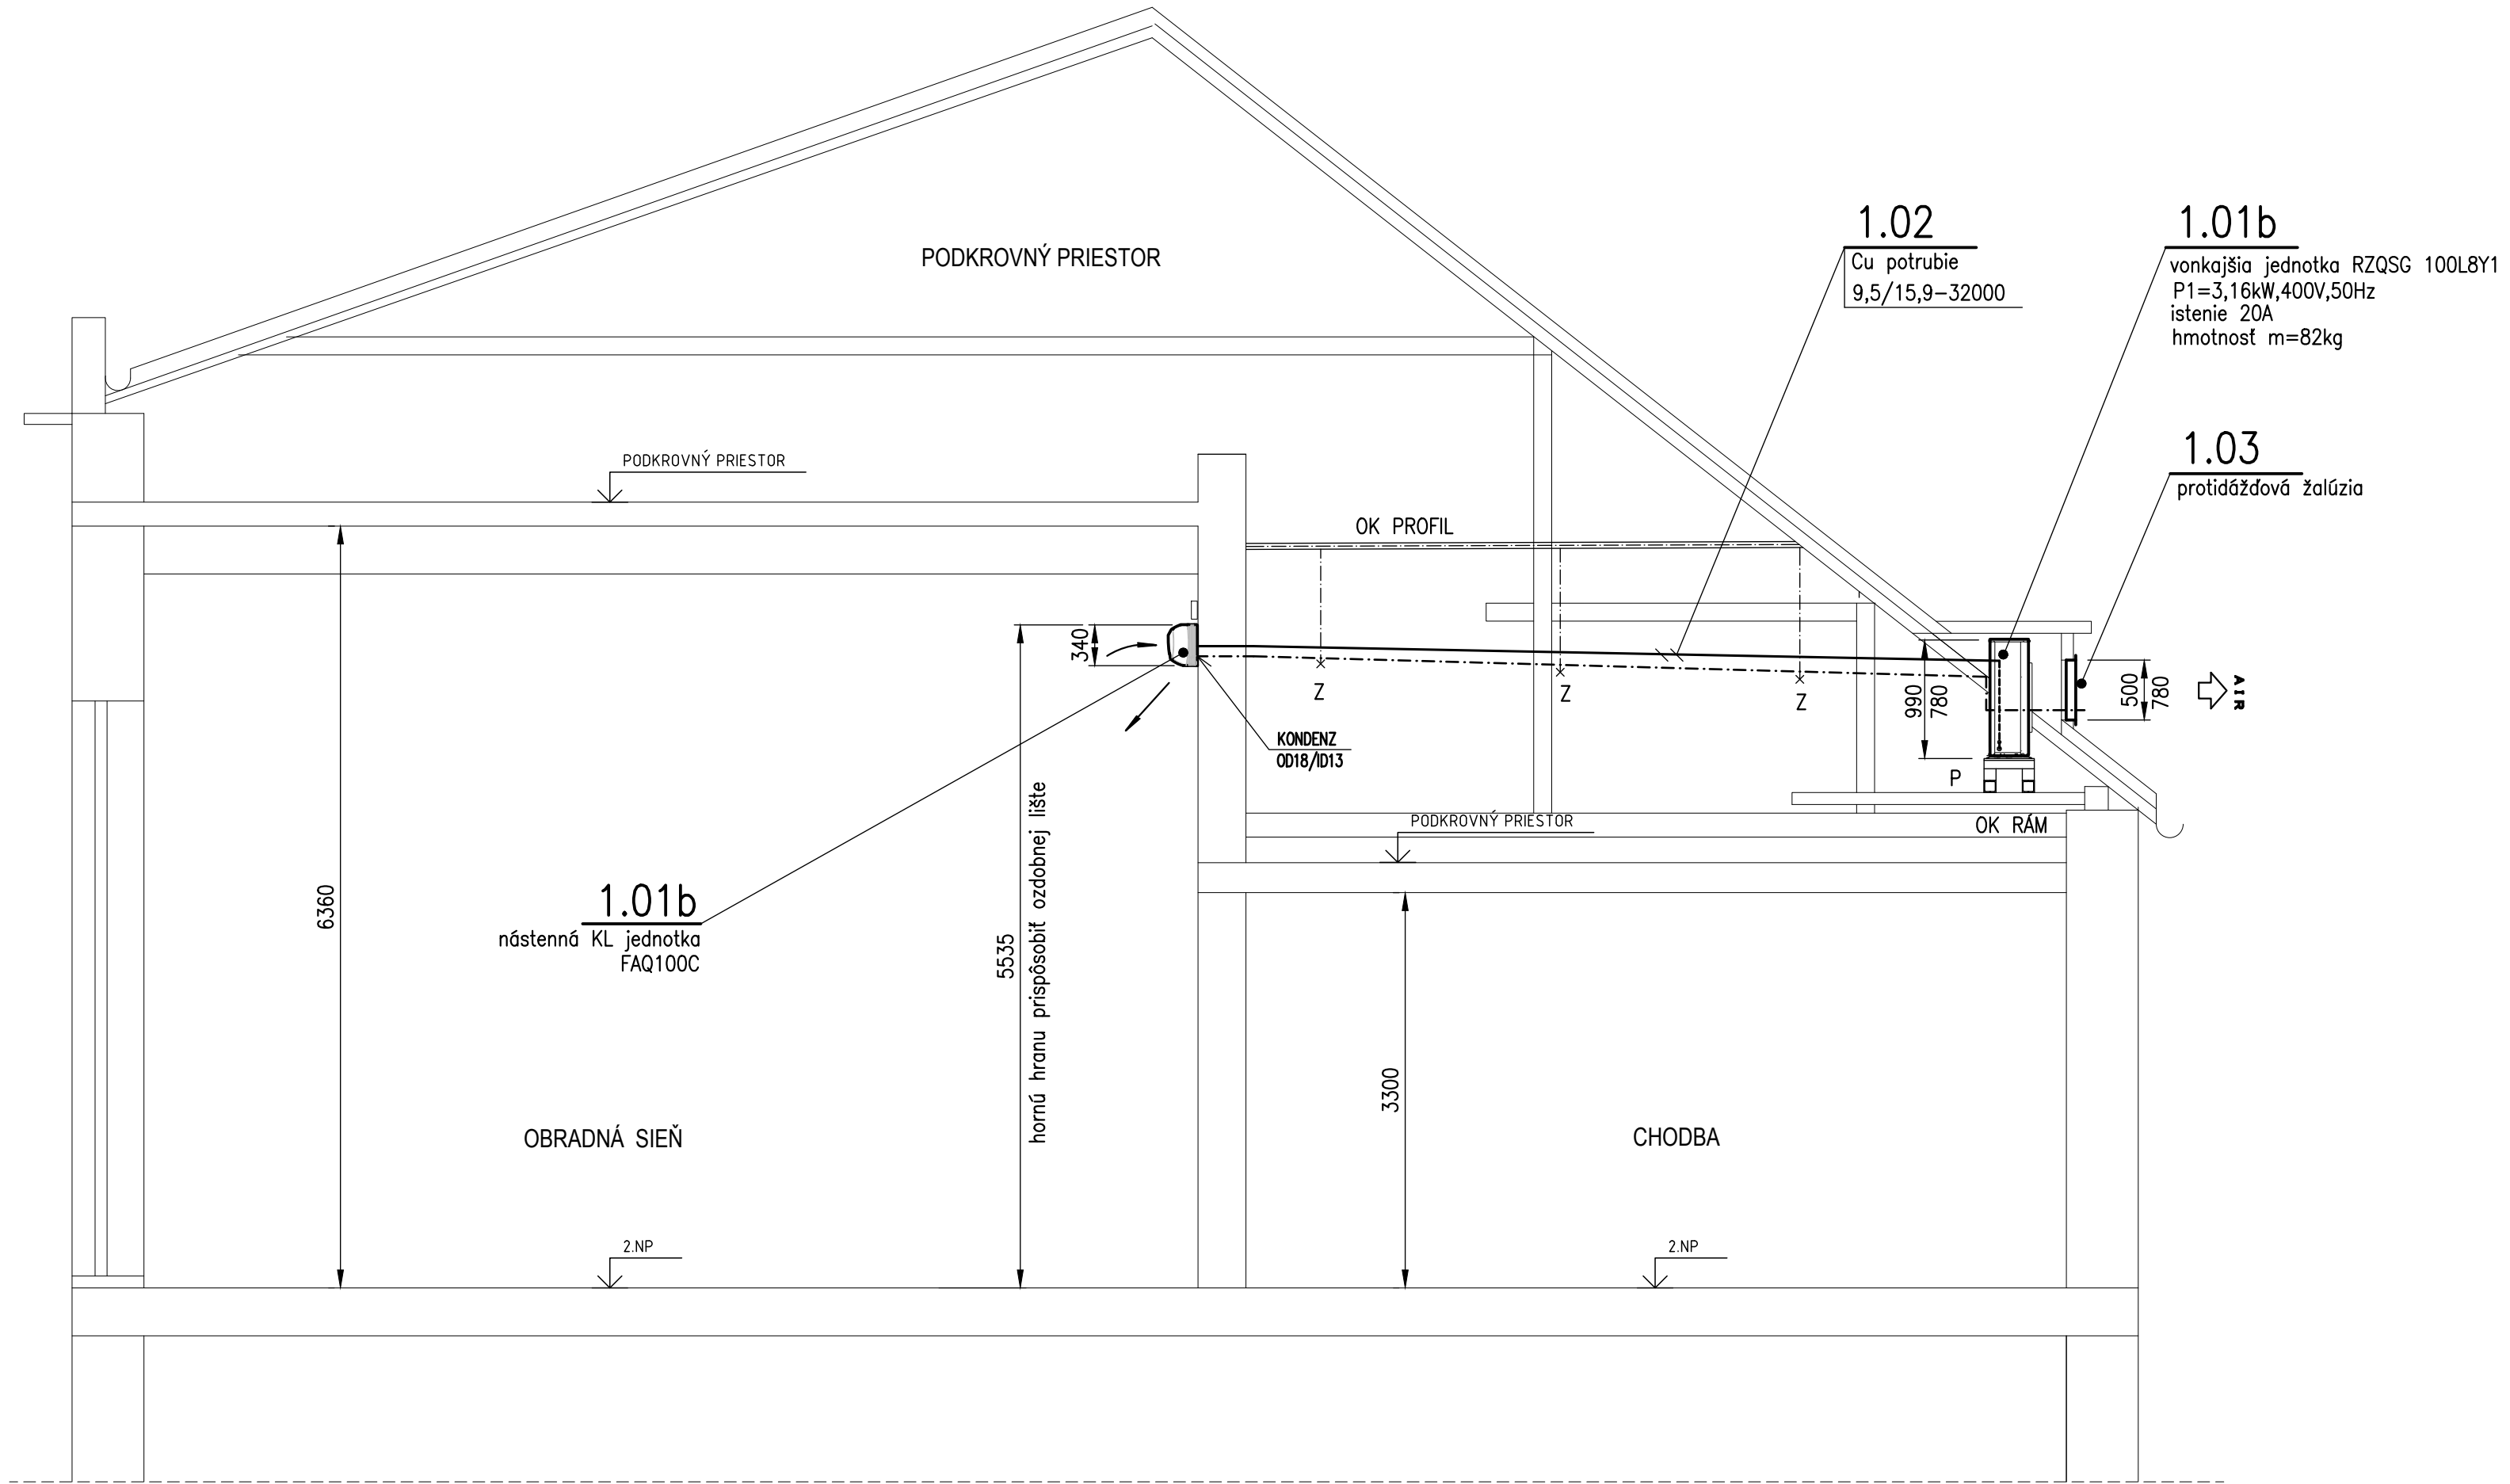 PODKROVNÝ PRIESTOR
1.02
Cu potrubie
9,5/15,9-32000
1.01b
vonkajšia jednotka RZQSG 100L8Y1
P1=3,16kW,400V,50Hz
istenie 20A
hmotnosť m=82kg
1.03
protidážďová žalúzia
PODKROVNÝ PRIESTOR
OK PROFIL
340
Z
Z
Z
990
780
500
780
AIR
KONDENZ
OD18/ID13
P
PODKROVNÝ PRIESTOR
OK RÁM
6360
1.01b
nástenná KL jednotka
FAQ100C
5535
hornú hranu prispôsobiť ozdobnej lište
3300
OBRADNÁ SIEŇ
CHODBA
2.NP
2.NP